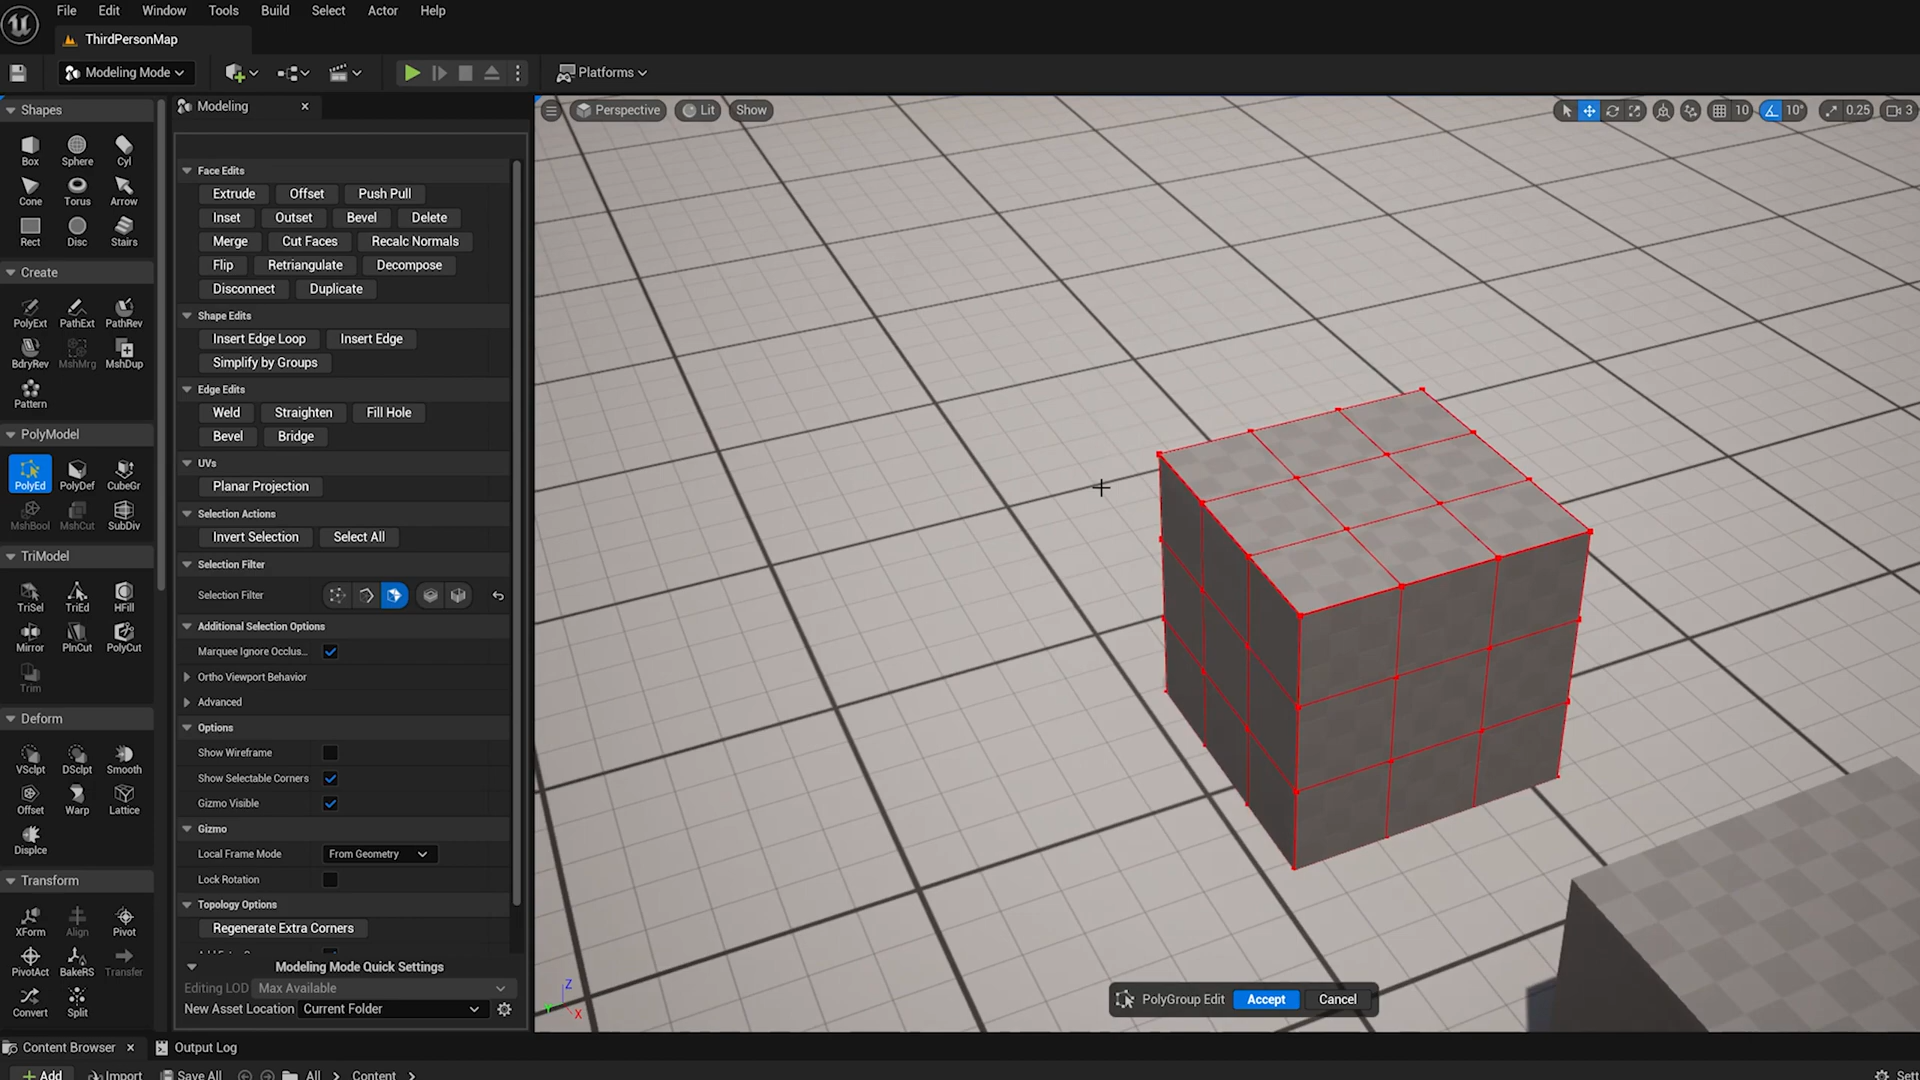 File Edit Window Tools Build Select Actor Help
ThirdPersonMap
Modeling Mode Platforms
Shapes
Box Sphere Cyl
Cone Torus Arrow
Rect Disc Stairs
Create
PolyExt PathExt PathRev
BdryRev MshMrg MshDup
Pattern
PolyModel
PolyEd PolyDef CubeGr
MshBool MshCut SubDiv
TriModel
TriSel TriEd HFill
Mirror PlnCut PolyCut
Trim
Deform
VSclpt DSclpt Smooth
Offset Warp Lattice
Displce
Transform
XForm Align Pivot
PivotAct BakeRS Transfer
Convert Split
Modeling
Face Edits
Extrude Offset Push Pull
Inset Outset Bevel Delete
Merge Cut Faces Recalc Normals
Flip Retriangulate Decompose
Disconnect Duplicate
Shape Edits
Insert Edge Loop Insert Edge
Simplify by Groups
Edge Edits
Weld Straighten Fill Hole
Bevel Bridge
UVs
Planar Projection
Selection Actions
Invert Selection Select All
Selection Filter
Selection Filter
Additional Selection Options
Marquee Ignore Occlus...
Ortho Viewport Behavior
Advanced
Options
Show Wireframe
Show Selectable Corners
Gizmo Visible
Gizmo
Local Frame Mode From Geometry
Lock Rotation
Topology Options
Regenerate Extra Corners
Modeling Mode Quick Settings
Editing LOD Max Available
New Asset Location Current Folder
Perspective Lit Show
10 10° 0.25 3
Z
X
PolyGroup Edit Accept Cancel
Content Browser Output Log
Add Import Save All All Content Sett